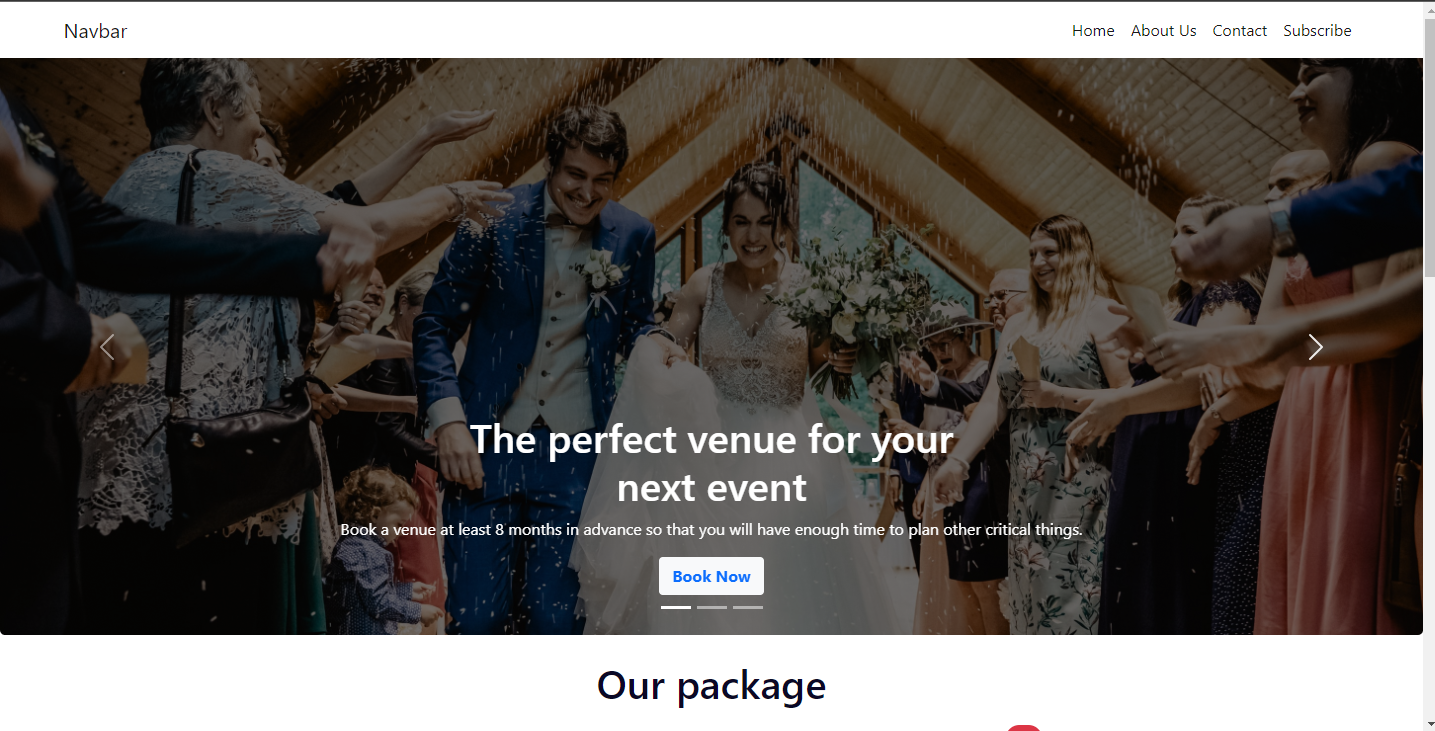 Navbar
Home About Us Contact Subscribe
The perfect venue for your
next event
Book a venue at least 8 months in advance so that you will have enough time to plan other critical things.
Book Now
Our package